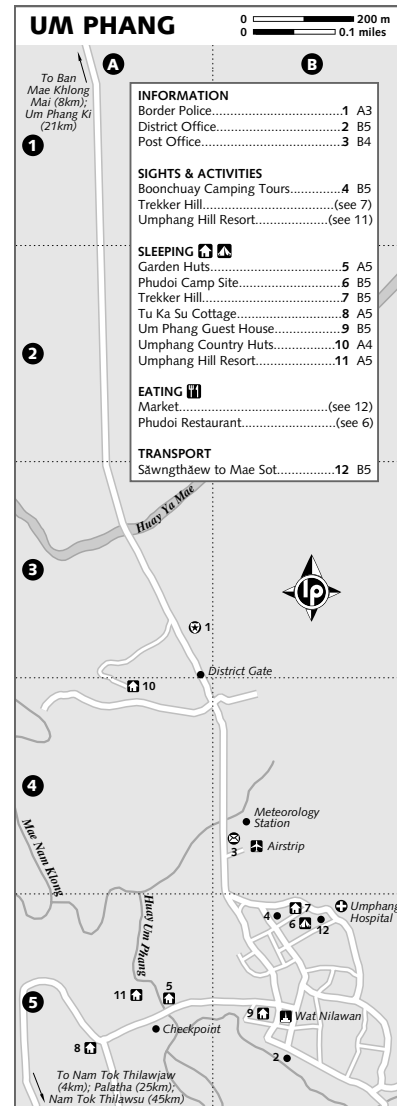 UM PHANG
0 200 m
0 0.1 miles
A B
To Ban
Mae Khlong
Mai (8km);
Um Phang Ki
(21km)
1
INFORMATION
Border Police....................................1 A3
District Office..................................2 B5
Post Office.......................................3 B4
SIGHTS & ACTIVITIES
Boonchuay Camping Tours............4 B5
Trekker Hill................................(see 7)
Umphang Hill Resort................(see 11)
SLEEPING
Garden Huts....................................5 A5
Phudoi Camp Site...........................6 B5
Trekker Hill......................................7 B5
Tu Ka Su Cottage............................8 A5
Um Phang Guest House..................9 B5
Umphang Country Huts...............10 A4
Umphang Hill Resort....................11 A5
EATING
Market......................................(see 12)
Phudoi Restaurant......................(see 6)
TRANSPORT
Săwngthăew to Mae Sot..............12 B5
2
Huay Ya Mae
3
lp
1
District Gate
10
4
Meteorology
Station
3
Airstrip
Mae Nam Klong
Huay Um Phang
7
Umphang
Hospital
4
6
12
5
11
5
9
Wat Nilawan
Checkpoint
8
2
To Nam Tok Thilawjaw
(4km); Palatha (25km);
Nam Tok Thilawsu (45km)